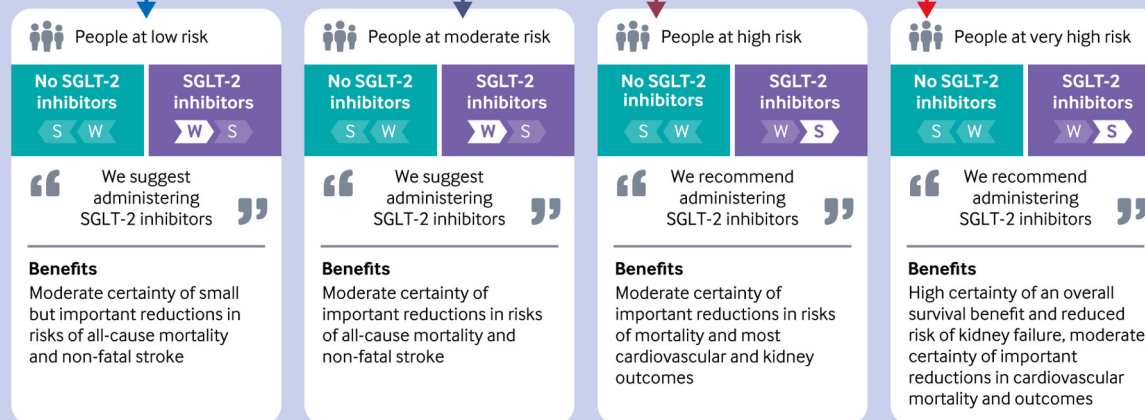 People at low risk
No SGLT-2
inhibitors
S W
SGLT-2
inhibitors
W S
“ We suggest
administering
SGLT-2 inhibitors ”
Benefits
Moderate certainty of small
but important reductions in
risks of all-cause mortality
and non-fatal stroke
People at moderate risk
No SGLT-2
inhibitors
S W
SGLT-2
inhibitors
W S
“ We suggest
administering
SGLT-2 inhibitors ”
Benefits
Moderate certainty of
important reductions in risks
of all-cause mortality and
non-fatal stroke
People at high risk
No SGLT-2
inhibitors
S W
SGLT-2
inhibitors
W S
“ We recommend
administering
SGLT-2 inhibitors ”
Benefits
Moderate certainty of
important reductions in risks
of mortality and most
cardiovascular and kidney
outcomes
People at very high risk
No SGLT-2
inhibitors
S W
SGLT-2
inhibitors
W S
“ We recommend
administering
SGLT-2 inhibitors ”
Benefits
High certainty of an overall
survival benefit and reduced
risk of kidney failure, moderate
certainty of important
reductions in cardiovascular
mortality and outcomes